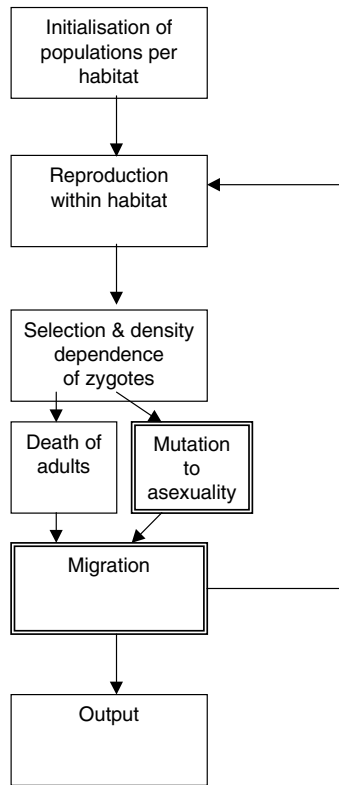 Initialisation of
populations per
habitat
Reproduction
within habitat
Selection & density
dependence
of zygotes
Death of
adults
Mutation
to
asexuality
Migration
Output